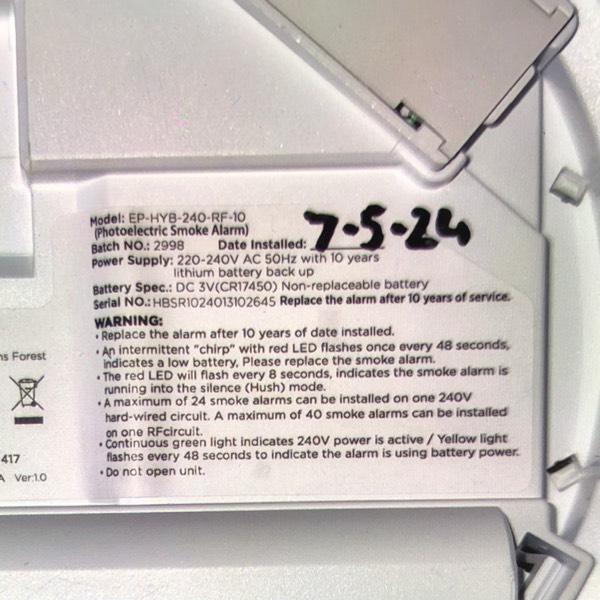 Model: EP-HYB-240-RF-10
(Photoelectric Smoke Alarm)
Batch NO.: 2998 Date Installed: 7-5-24
Power Supply: 220-240V AC 50Hz with 10 years
lithium battery back up
Battery Spec.: DC 3V(CR17450) Non-replaceable battery
Serial NO.: HBSR1024013102645 Replace the alarm after 10 years of service.
WARNING:
• Replace the alarm after 10 years of date installed.
• An intermittent "chirp" with red LED flashes once every 48 seconds,
indicates a low battery, Please replace the smoke alarm.
• The red LED will flash every 8 seconds, indicates the smoke alarm is
running into the silence (Hush) mode.
• A maximum of 24 smoke alarms can be installed on one 240V
hard-wired circuit. A maximum of 40 smoke alarms can be installed
on one RFcircuit.
• Continuous green light indicates 240V power is active / Yellow light
flashes every 48 seconds to indicate the alarm is using battery power.
• Do not open unit.
ns Forest
417
A Ver:1.0